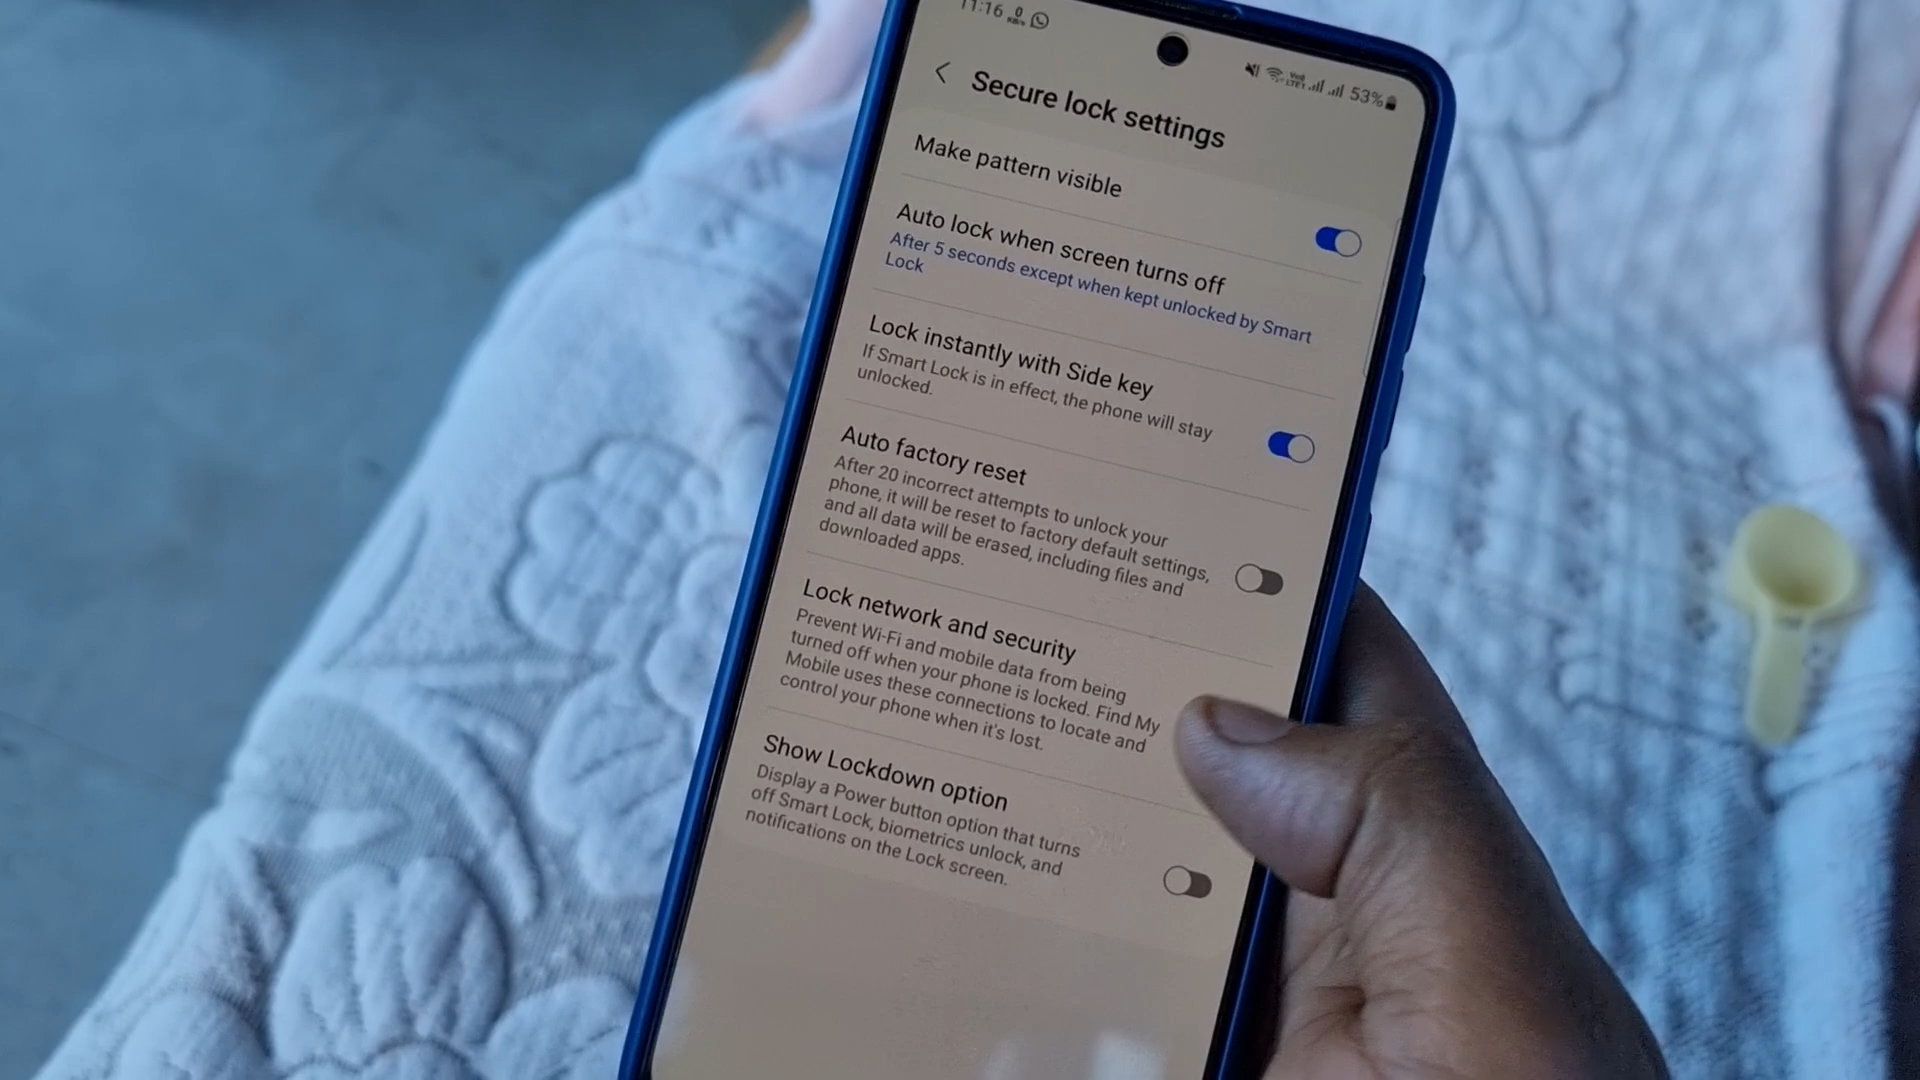 11:16 0 KB/s
Vo) LTE1 53%
Secure lock settings
Make pattern visible
Auto lock when screen turns off
After 5 seconds except when kept unlocked by Smart
Lock
Lock instantly with Side key
If Smart Lock is in effect, the phone will stay
unlocked.
Auto factory reset
After 20 incorrect attempts to unlock your
phone, it will be reset to factory default settings,
and all data will be erased, including files and
downloaded apps.
Lock network and security
Prevent Wi-Fi and mobile data from being
turned off when your phone is locked. Find My
Mobile uses these connections to locate and
control your phone when it's lost.
Show Lockdown option
Display a Power button option that turns
off Smart Lock, biometrics unlock, and
notifications on the Lock screen.